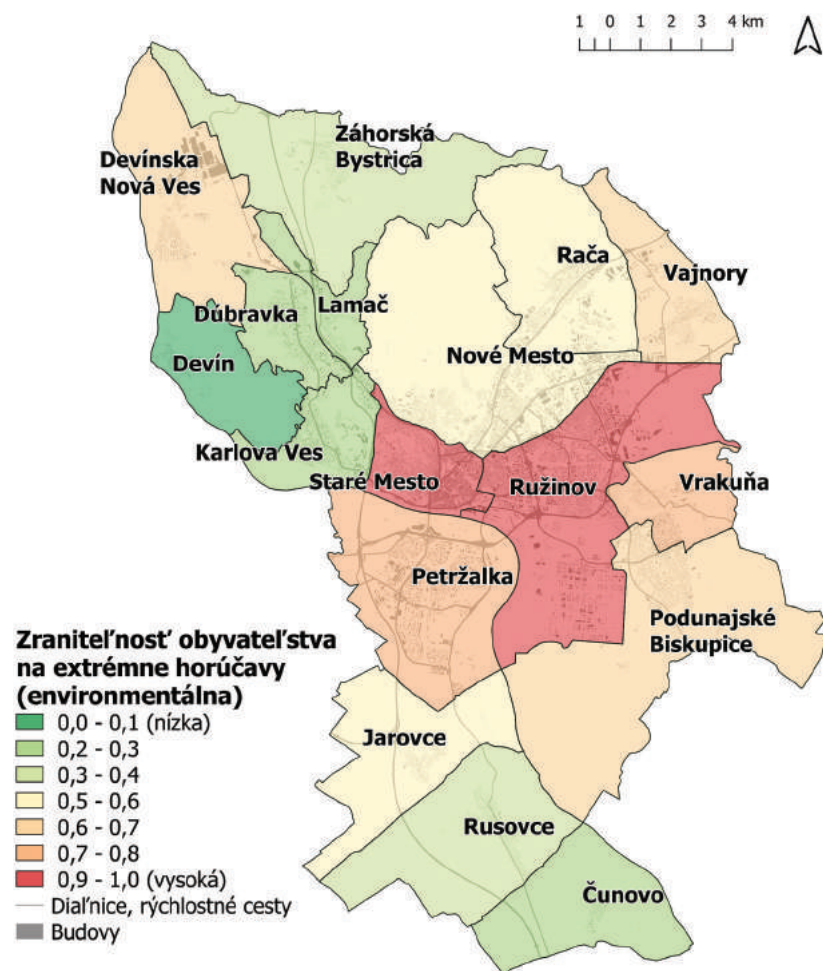 1 0 1 2 4 km
Záhorská
Bystrica
Devínska
Nová Ves
Rača
Vajnory
Lamač
Dúbravka
Nové Mesto
Devín
Karlova Ves
Staré Mesto
Ružinov
Vrakuňa
Petržalka
Podunajské
Biskupice
Zraniteľnosť obyvateľstva
na extrémne horúčavy
(environmentálna)
0,0 - 0,1 (nízka)
0,2 - 0,3
0,3 - 0,4
0,5 - 0,6
0,6 - 0,7
0,7 - 0,8
0,9 - 1,0 (vysoká)
Diaľnice, rýchlostné cesty
Budovy
Jarovce
Rusovce
Čunovo